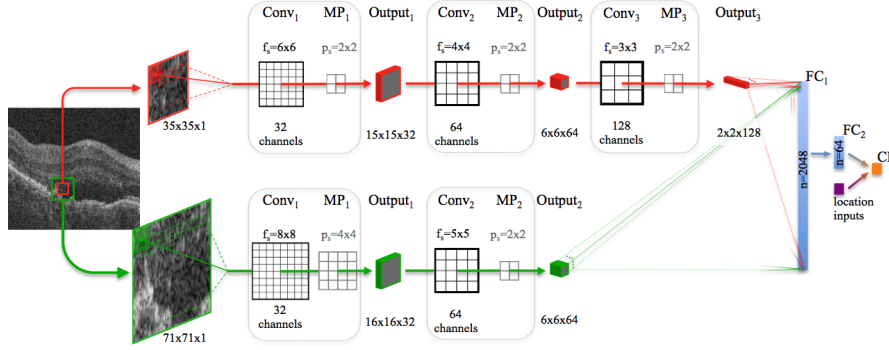 Conv1 MP1 Output1 Conv2 MP2 Output2 Conv3 MP3 Output3
fs=6x6 ps=2x2 fs=4x4 ps=2x2 fs=3x3 ps=2x2
FC1
35x35x1
32 channels
15x15x32
64 channels
6x6x64
128 channels
2x2x128
n=2048
FC2
n=64
location inputs
Conv1 MP1 Output1 Conv2 MP2 Output2
fs=8x8 ps=4x4 fs=5x5 ps=2x2
71x71x1
32 channels
16x16x32
64 channels
6x6x64